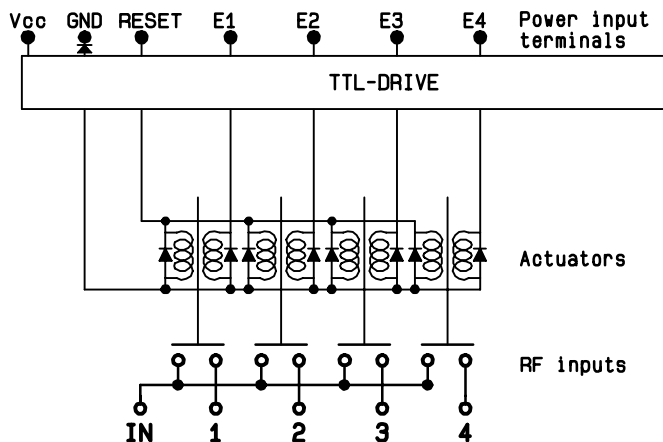 Vcc GND RESET E1 E2 E3 E4 Power input
terminals
TTL-DRIVE
Actuators
RF inputs
IN 1 2 3 4